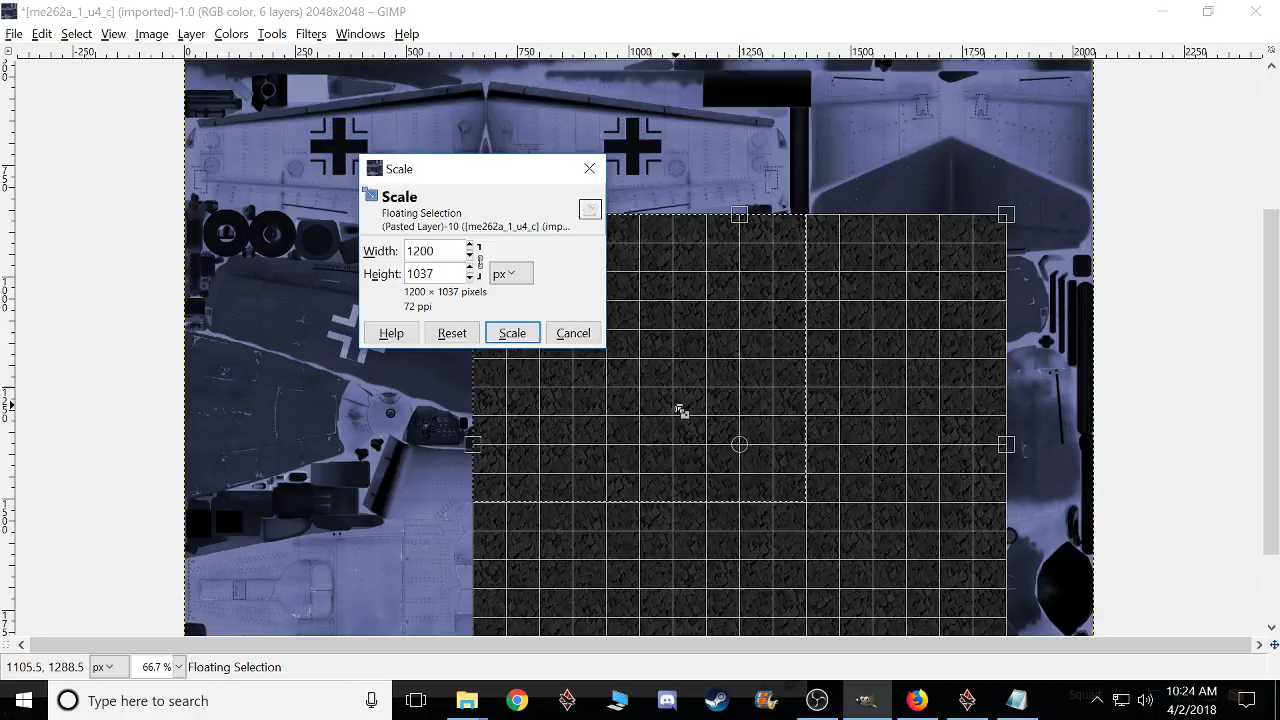 *[me262a_1_u4_c] (imported)-1.0 (RGB color, 6 layers) 2048x2048 – GIMP
File Edit Select View Image Layer Colors Tools Filters Windows Help
-250 0 250 500 750 1000 1250 1500 1750 2000 2250
Scale
Scale
Floating Selection
(Pasted Layer)-10 ([me262a_1_u4_c] (imp...
Width: 1200
Height: 1037 px
1200 × 1037 pixels
72 ppi
Help Reset Scale Cancel
1105.5, 1288.5 px 66.7 % Floating Selection
Type here to search
Squad
10:24 AM
4/2/2018